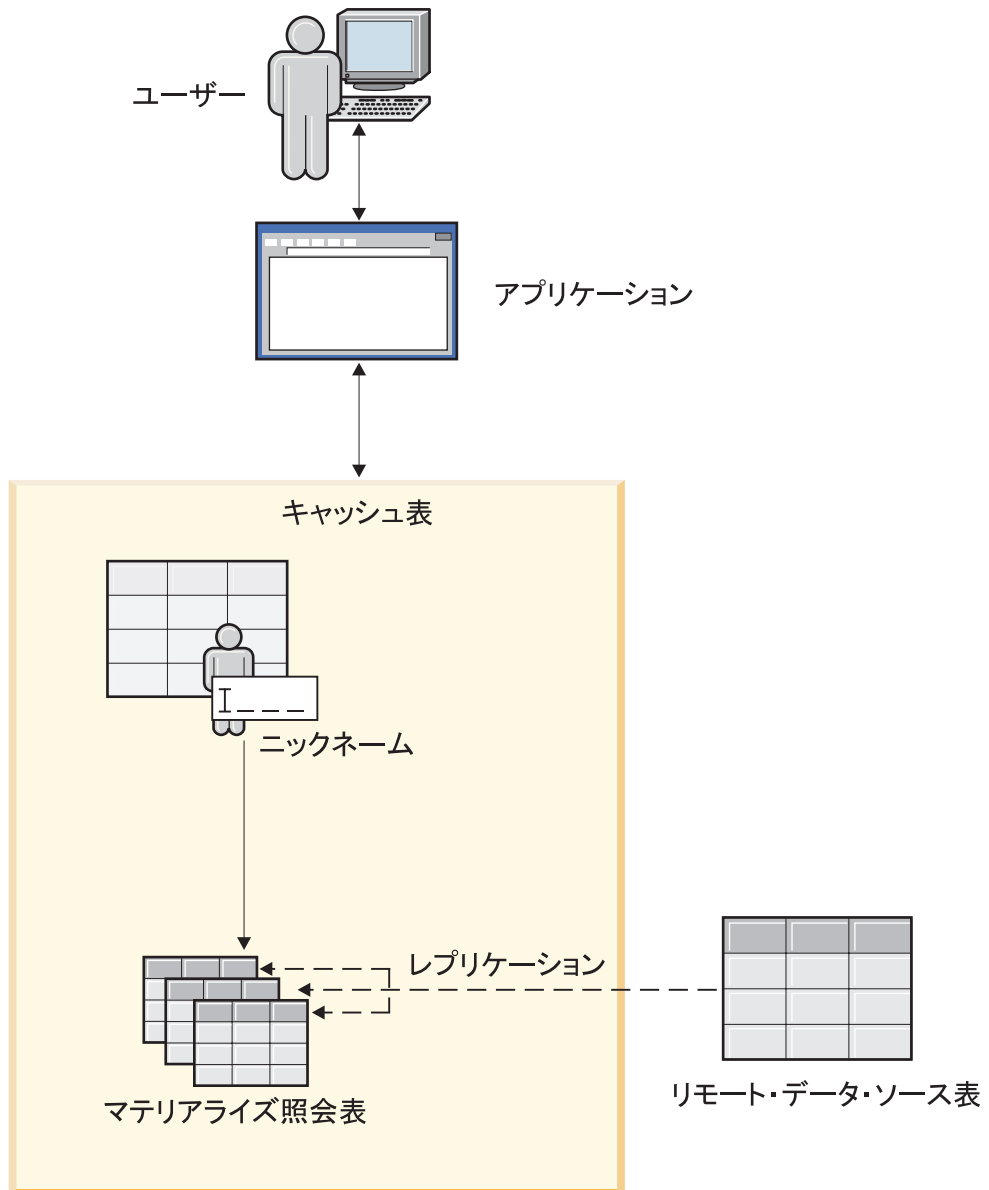 ユーザー
アプリケーション
キャッシュ表
ニックネーム
レプリケーション
マテリアライズ照会表
リモート・データ・ソース表